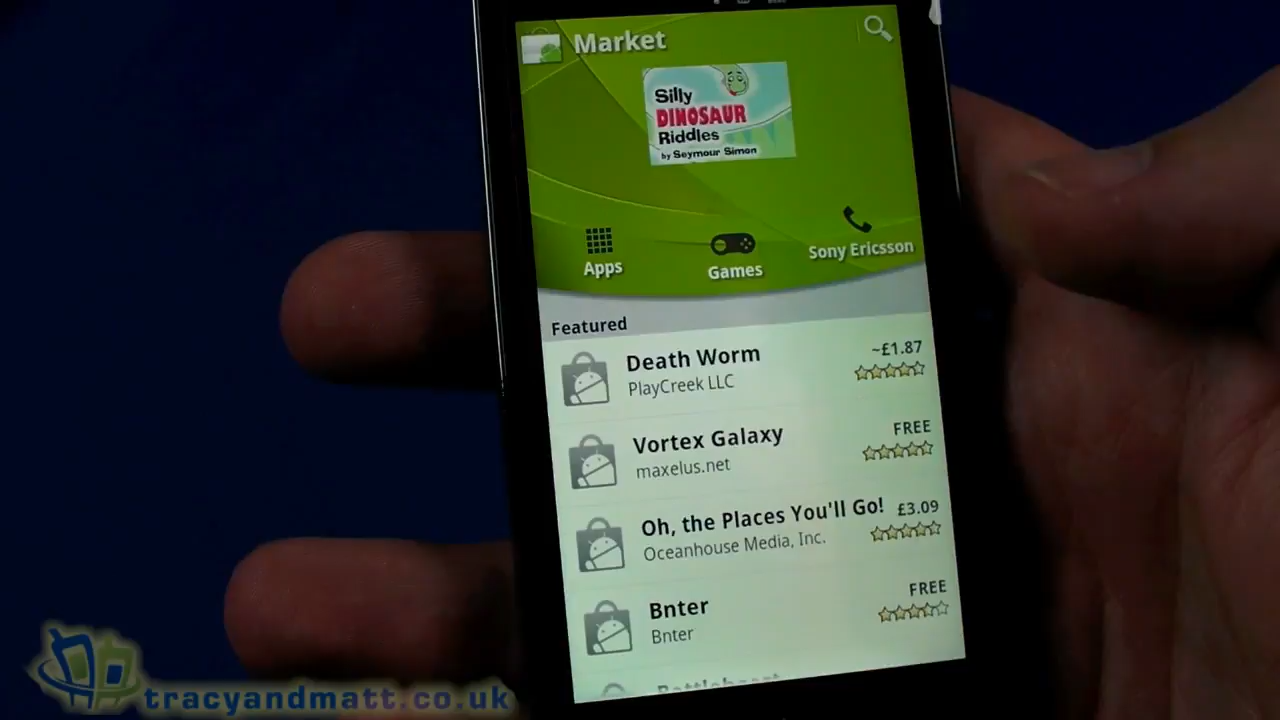 Market
Silly
DINOSAUR
Riddles
by Seymour Simon
Apps
Games
Sony Ericsson
Featured
Death Worm
~£1.87
PlayCreek LLC
Vortex Galaxy
FREE
maxelus.net
Oh, the Places You'll Go!
£3.09
Oceanhouse Media, Inc.
Bnter
FREE
Bnter
tracyandmatt.co.uk